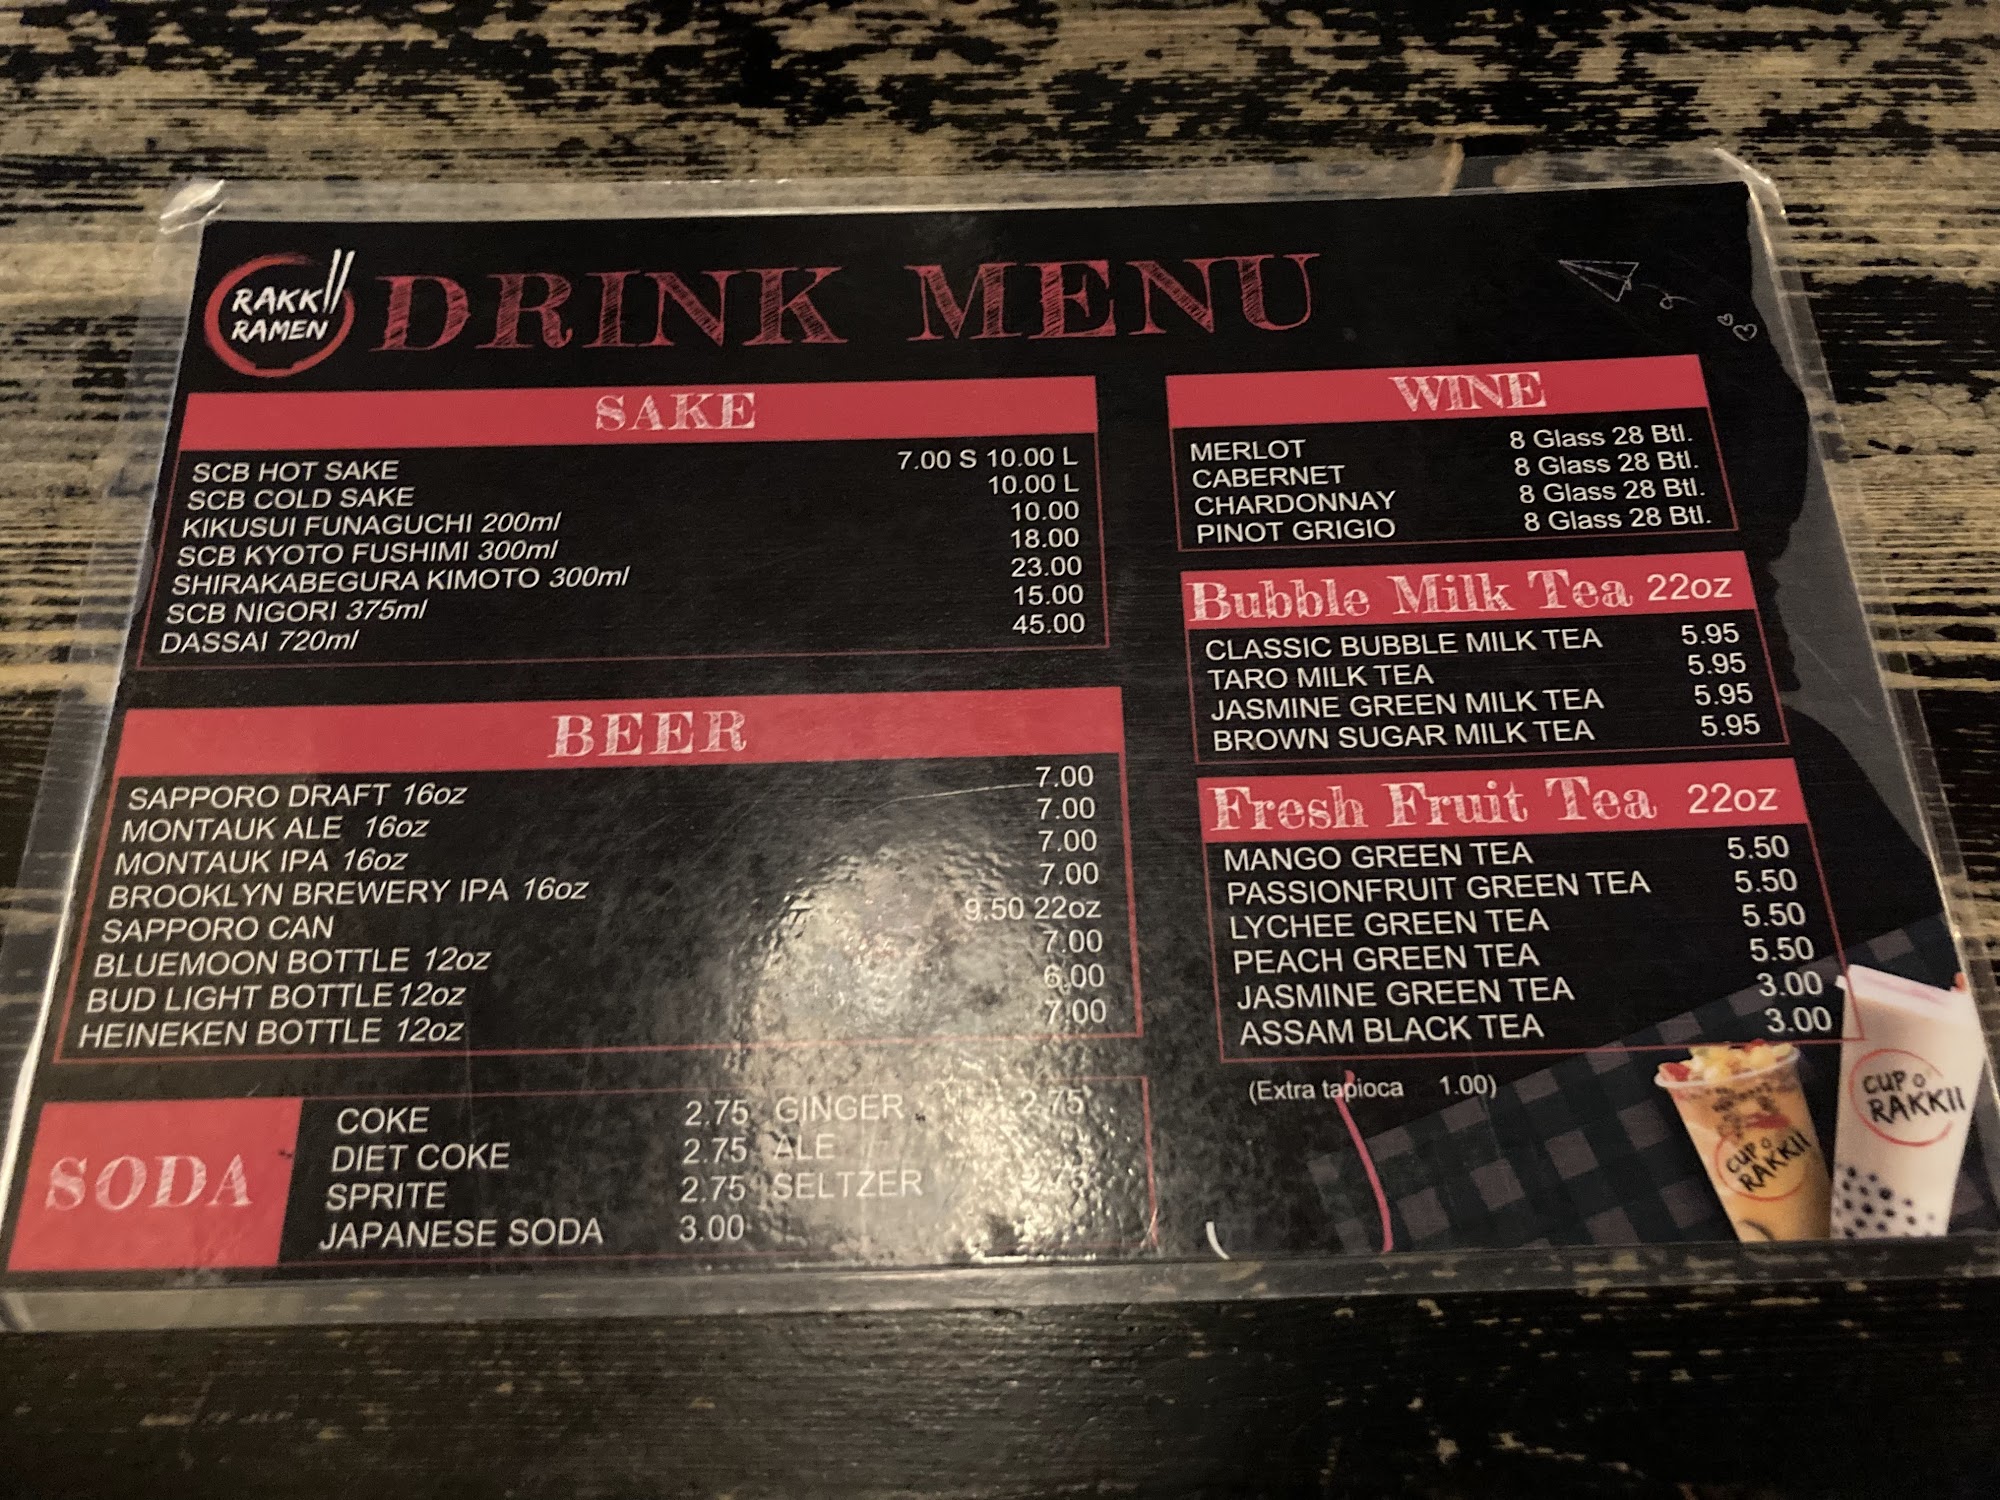 RAKKII
RAMEN
DRINK MENU
SAKE
SCB HOT SAKE 7.00 S 10.00 L
SCB COLD SAKE 10.00 L
KIKUSUI FUNAGUCHI 200ml 10.00
SCB KYOTO FUSHIMI 300ml 18.00
SHIRAKABEGURA KIMOTO 300ml 23.00
SCB NIGORI 375ml 15.00
DASSAI 720ml 45.00
BEER
SAPPORO DRAFT 16oz 7.00
MONTAUK ALE 16oz 7.00
MONTAUK IPA 16oz 7.00
BROOKLYN BREWERY IPA 16oz 7.00
SAPPORO CAN 9.50 22oz
BLUEMOON BOTTLE 12oz 7.00
BUD LIGHT BOTTLE 12oz 6.00
HEINEKEN BOTTLE 12oz 7.00
SODA
COKE 2.75
DIET COKE 2.75
SPRITE 2.75
JAPANESE SODA 3.00
GINGER 2.75
ALE
SELTZER
WINE
MERLOT 8 Glass 28 Btl.
CABERNET 8 Glass 28 Btl.
CHARDONNAY 8 Glass 28 Btl.
PINOT GRIGIO 8 Glass 28 Btl.
Bubble Milk Tea 22oz
CLASSIC BUBBLE MILK TEA 5.95
TARO MILK TEA 5.95
JASMINE GREEN MILK TEA 5.95
BROWN SUGAR MILK TEA 5.95
Fresh Fruit Tea 22oz
MANGO GREEN TEA 5.50
PASSIONFRUIT GREEN TEA 5.50
LYCHEE GREEN TEA 5.50
PEACH GREEN TEA 5.50
JASMINE GREEN TEA 3.00
ASSAM BLACK TEA 3.00
(Extra tapioca 1.00)
CUP O
RAKKII
CUP O
RAKKII